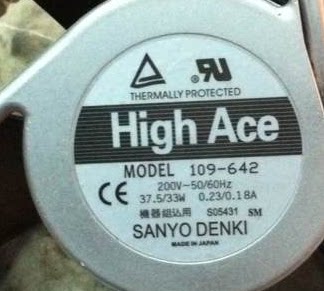 THERMALLY PROTECTED
High Ace
MODEL 109-642
200V-50/60Hz
CE 37.5/33W 0.23/0.18A
機器組込用 S05431 SM
SANYO DENKI
MADE IN JAPAN